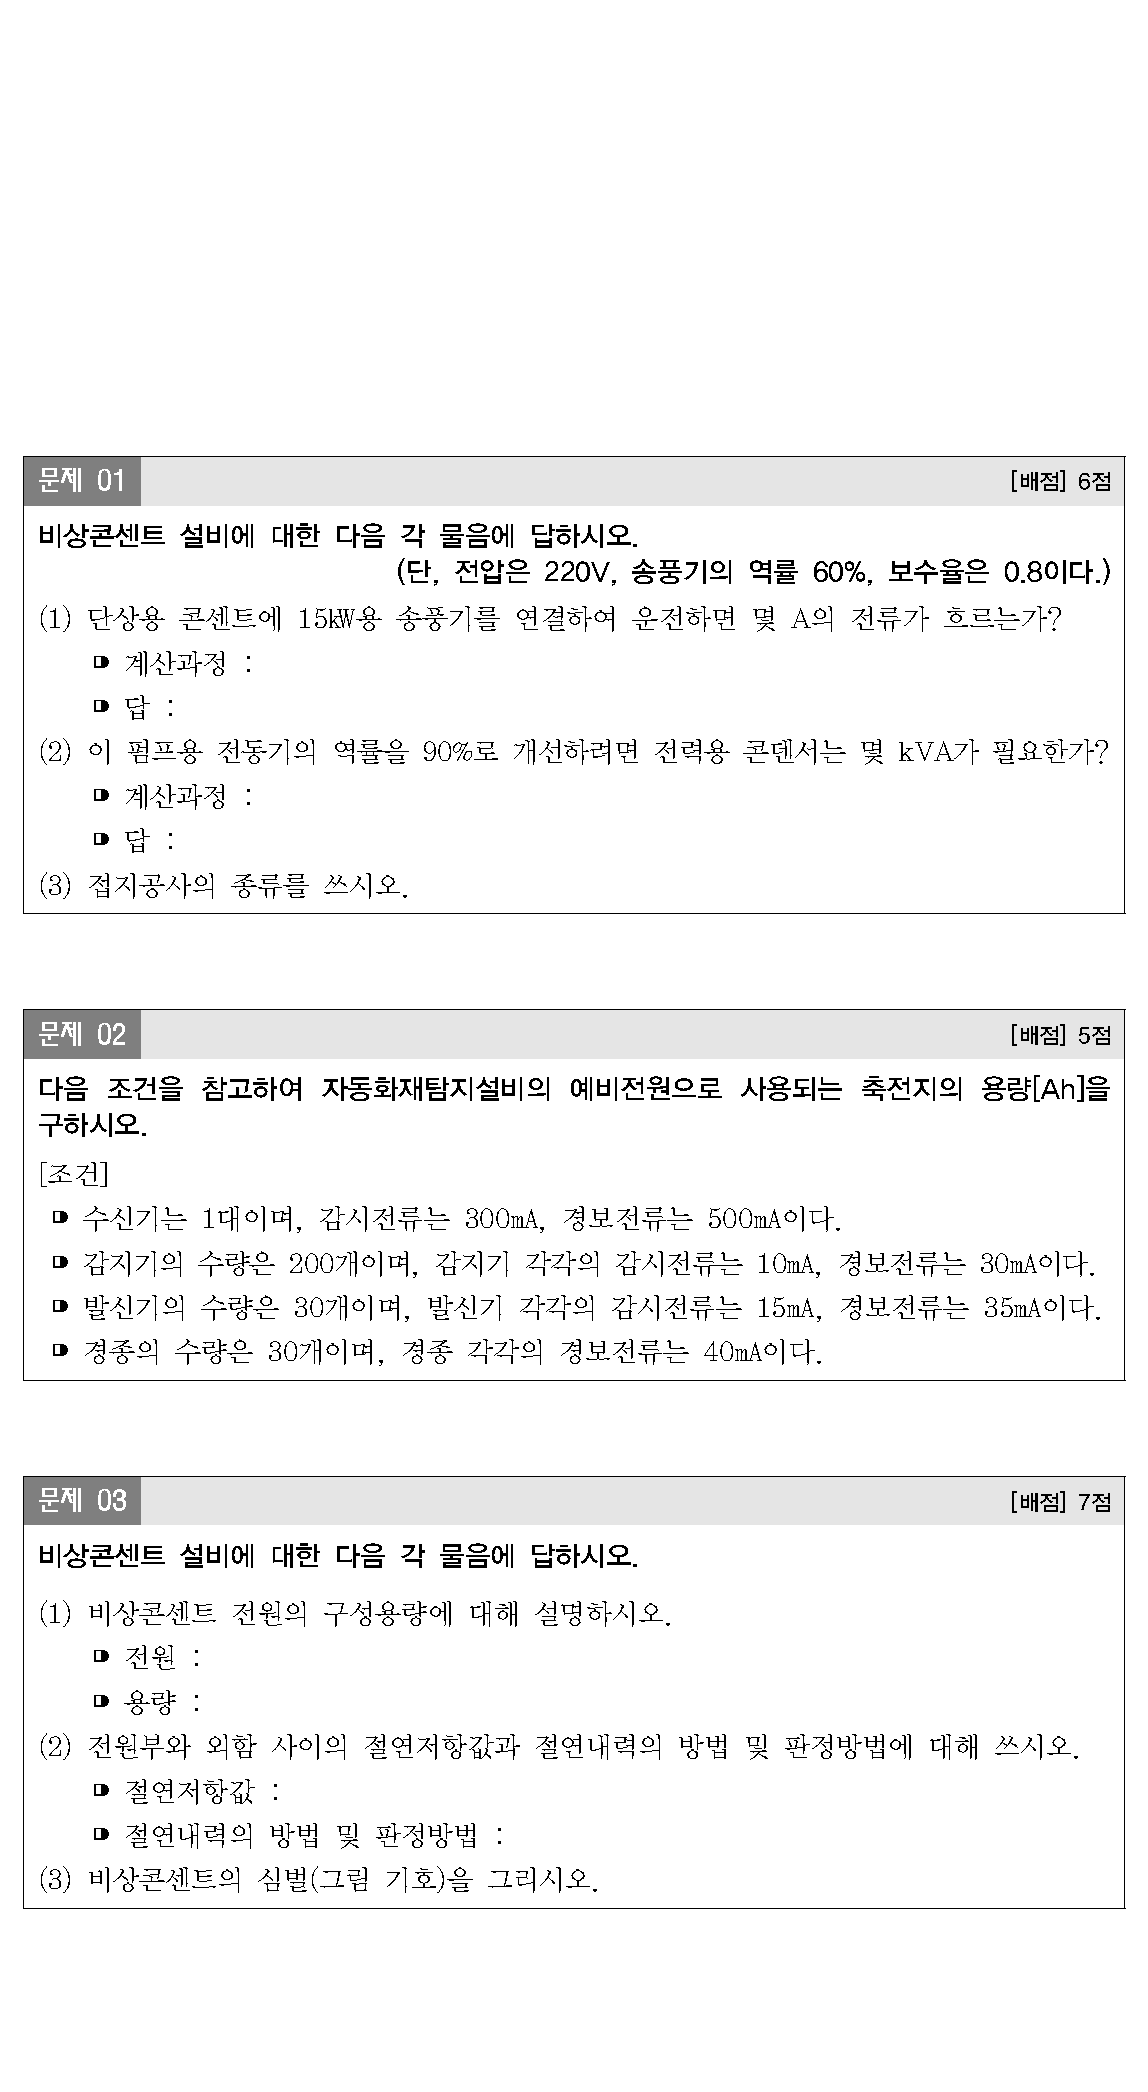 문제 01
[배점] 6점
비상콘센트 설비에 대한 다음 각 물음에 답하시오.
(단, 전압은 220V, 송풍기의 역률 60%, 보수율은 0.8이다.)
(1) 단상용 콘센트에 15kW용 송풍기를 연결하여 운전하면 몇 A의 전류가 흐르는가?
계산과정 :
답 :
(2) 이 펌프용 전동기의 역률을 90%로 개선하려면 전력용 콘덴서는 몇 kVA가 필요한가?
계산과정 :
답 :
(3) 접지공사의 종류를 쓰시오.
문제 02
[배점] 5점
다음 조건을 참고하여 자동화재탐지설비의 예비전원으로 사용되는 축전지의 용량[Ah]을
구하시오.
[조건]
수신기는 1대이며, 감시전류는 300mA, 경보전류는 500mA이다.
감지기의 수량은 200개이며, 감지기 각각의 감시전류는 10mA, 경보전류는 30mA이다.
발신기의 수량은 30개이며, 발신기 각각의 감시전류는 15mA, 경보전류는 35mA이다.
경종의 수량은 30개이며, 경종 각각의 경보전류는 40mA이다.
문제 03
[배점] 7점
비상콘센트 설비에 대한 다음 각 물음에 답하시오.
(1) 비상콘센트 전원의 구성용량에 대해 설명하시오.
전원 :
용량 :
(2) 전원부와 외함 사이의 절연저항값과 절연내력의 방법 및 판정방법에 대해 쓰시오.
절연저항값 :
절연내력의 방법 및 판정방법 :
(3) 비상콘센트의 심벌(그림 기호)을 그리시오.